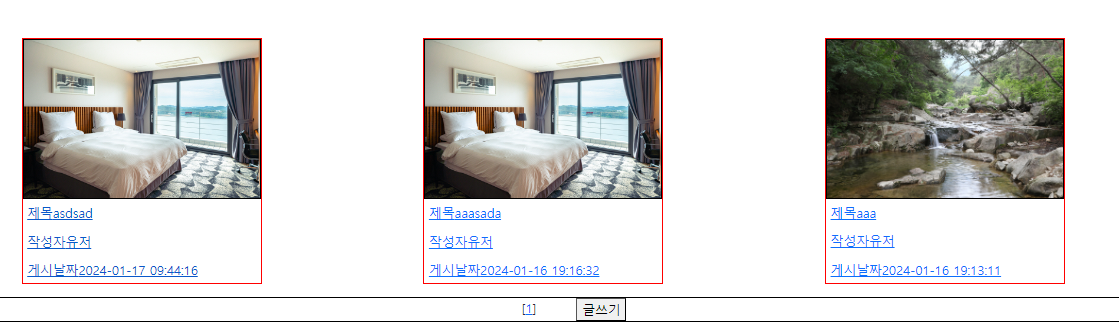 제목asdsad
작성자유저
게시날짜2024-01-17 09:44:16
제목aaasada
작성자유저
게시날짜2024-01-16 19:16:32
제목aaa
작성자유저
게시날짜2024-01-16 19:13:11
[1] 글쓰기